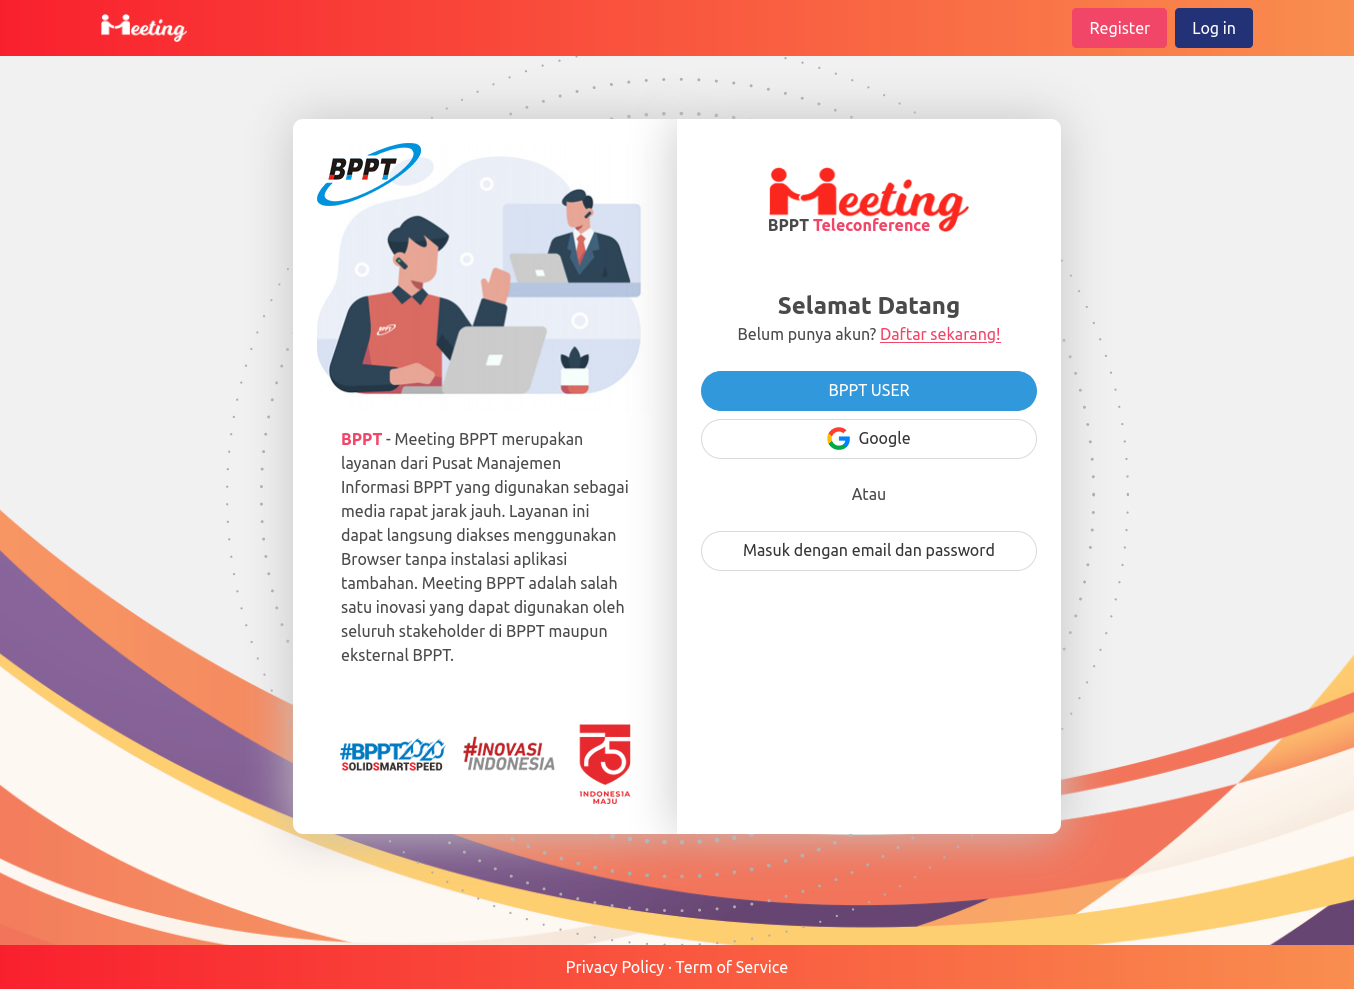 Meeting
Register
Log in
BPPT
BPPT
BPPT - Meeting BPPT merupakan
layanan dari Pusat Manajemen
Informasi BPPT yang digunakan sebagai
media rapat jarak jauh. Layanan ini
dapat langsung diakses menggunakan
Browser tanpa instalasi aplikasi
tambahan. Meeting BPPT adalah salah
satu inovasi yang dapat digunakan oleh
seluruh stakeholder di BPPT maupun
eksternal BPPT.
#BPPT2020
SOLIDSMARTSPEED
#INOVASI
INDONESIA
75
INDONESIA
MAJU
Meeting
BPPT Teleconference
Selamat Datang
Belum punya akun? Daftar sekarang!
BPPT USER
Google
Atau
Masuk dengan email dan password
Privacy Policy · Term of Service